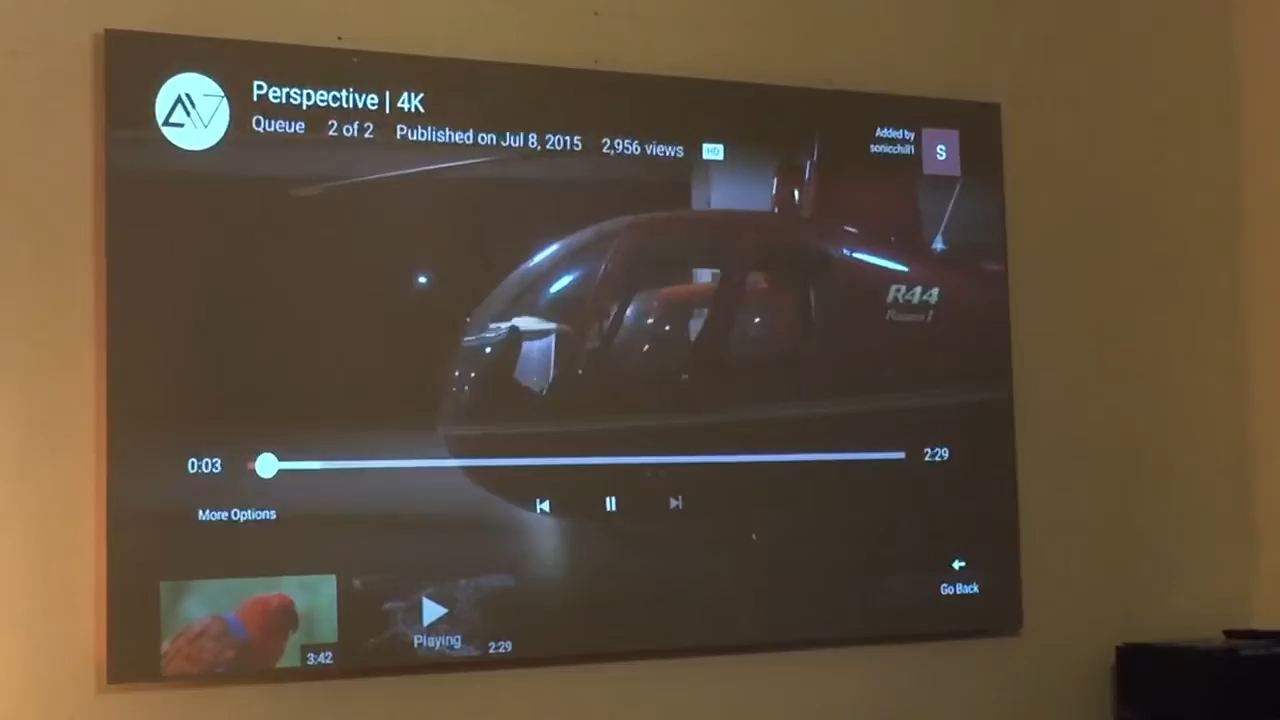 Perspective | 4K
Queue 2 of 2 Published on Jul 8, 2015 2,956 views HD
Added by
sonicchill1
S
R44
Raven I
0:03
2:29
More Options
Go Back
3:42
Playing
2:29